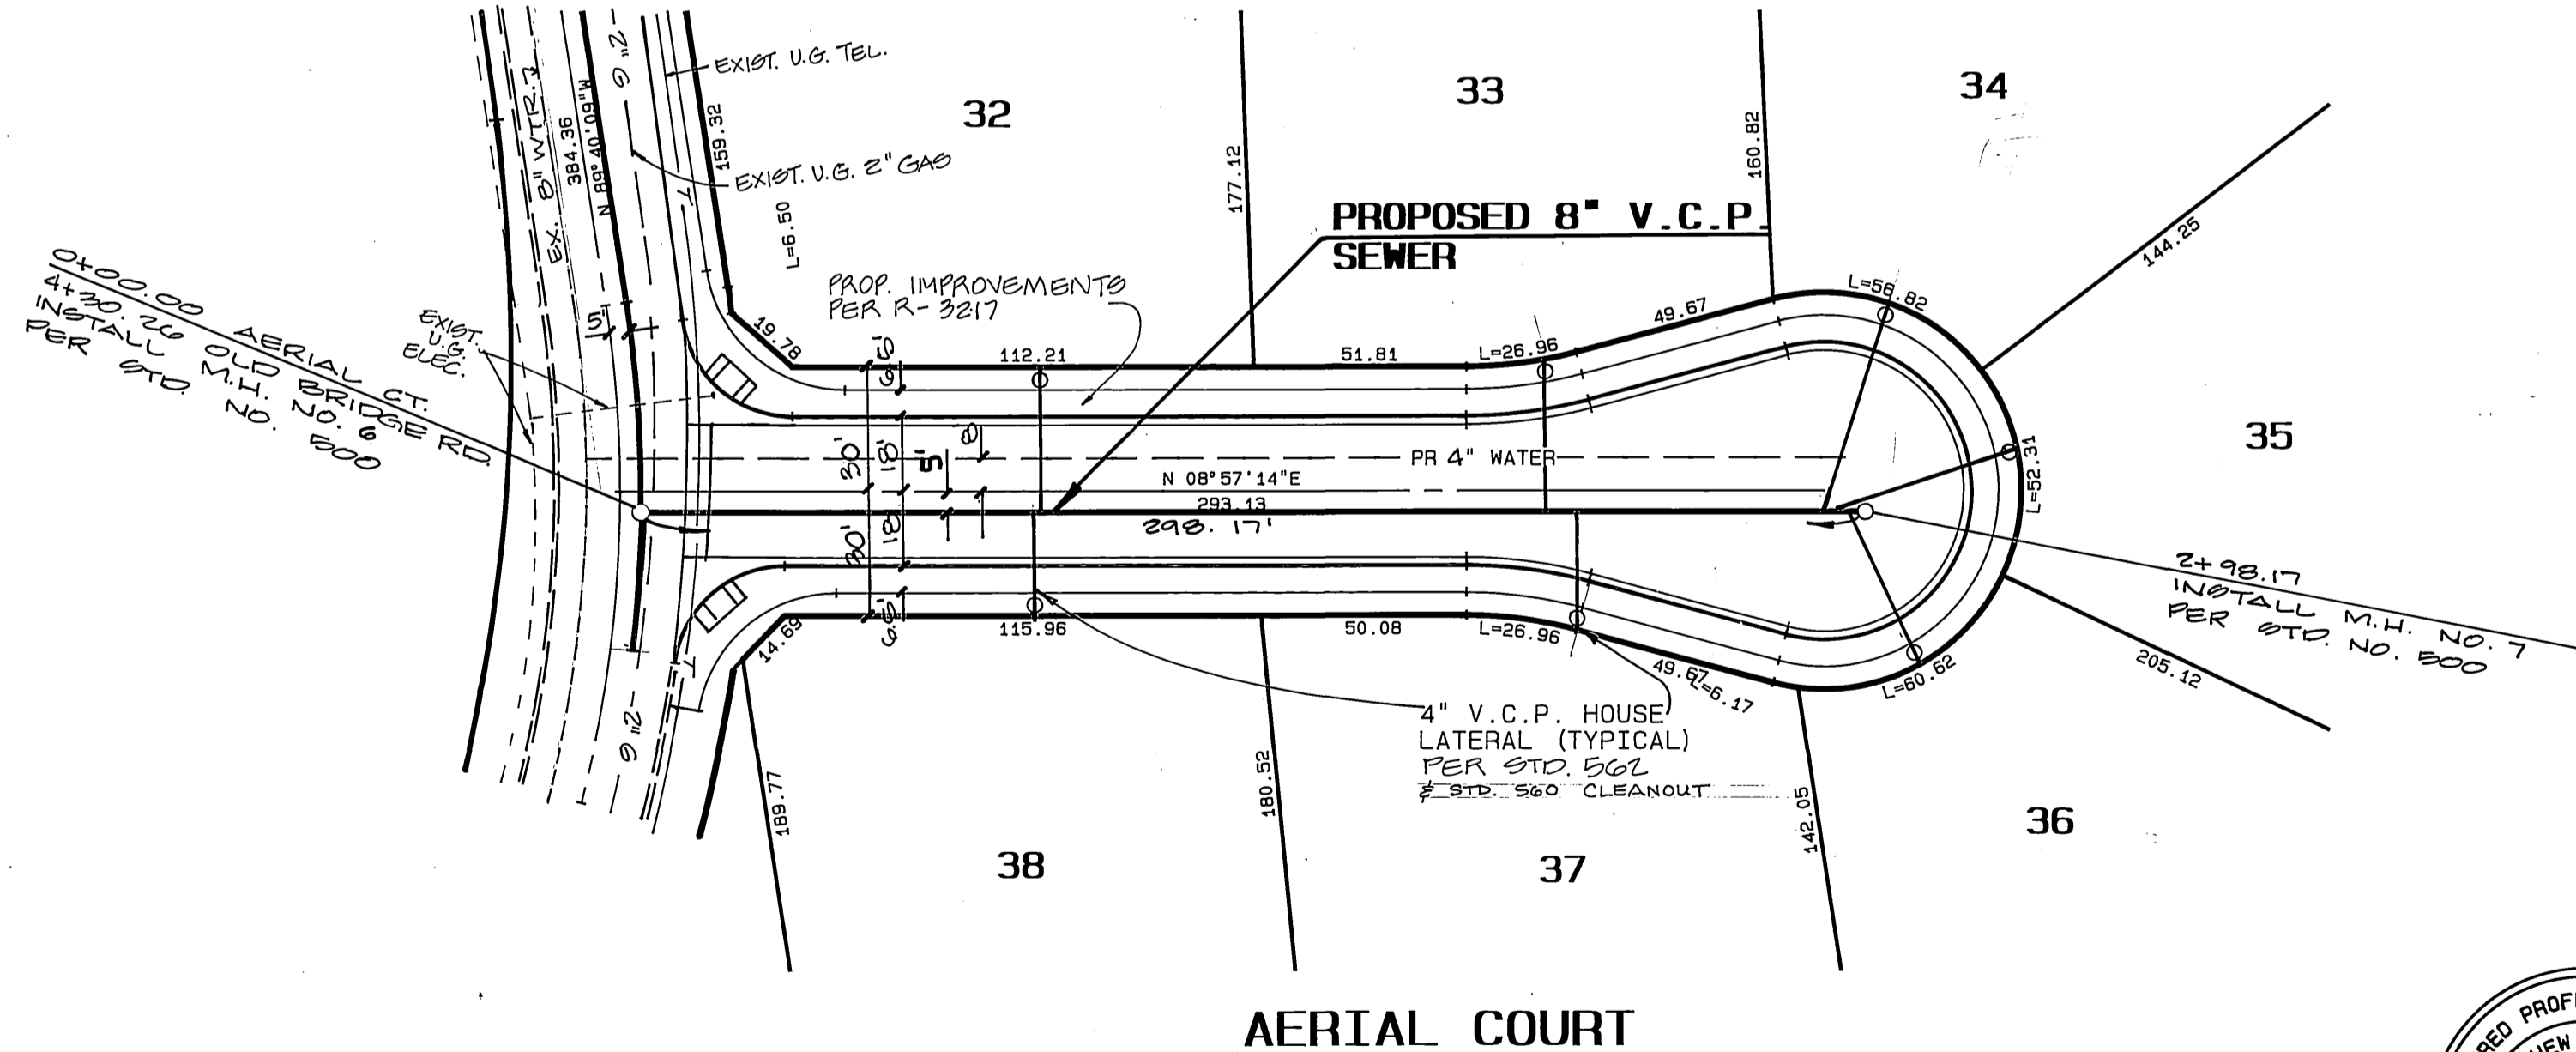 EXIST. U.G. TEL.
EXIST. U.G. 2" GAS
EX. 8" WTR.
384.36
N 89°40'09"W
159.32
L=6.50
32
33
34
35
36
37
38
177.12
160.82
144.25
PROPOSED 8" V.C.P.
SEWER
PROP. IMPROVEMENTS
PER R-3217
0+00.00 AERIAL CT.
4+30.26 OLD BRIDGE RD.
INSTALL M.H. NO. 6
PER STD. NO. 500
EXIST.
U.G.
ELEC.
5'
19.78
112.21
51.81
L=26.96
49.67
L=56.82
L=52.31
30'
18'
5'
8
PR 4" WATER
N 08°57'14"E
293.13
298.17'
30'
18
14.69
115.96
50.08
L=26.96
49.67
L=6.17
L=60.62
2+98.17
INSTALL M.H. NO. 7
PER STD. NO. 500
205.12
4" V.C.P. HOUSE
LATERAL (TYPICAL)
PER STD. 562
& STD. 560 CLEANOUT
189.77
180.52
142.05
AERIAL COURT